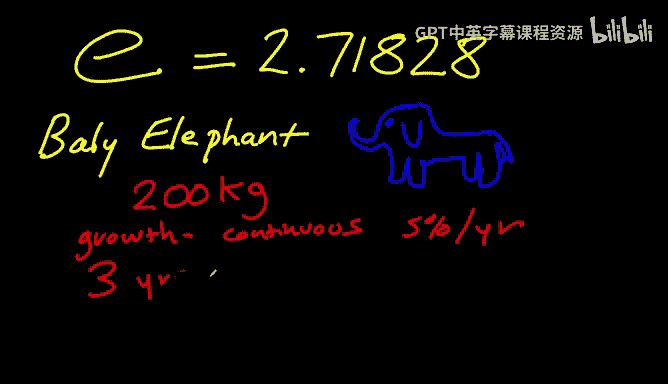 GPT中英字幕课程资源 bilibili
e = 2.71828
Baby Elephant
200kg
growth - continuous 5%/yr
3 yr